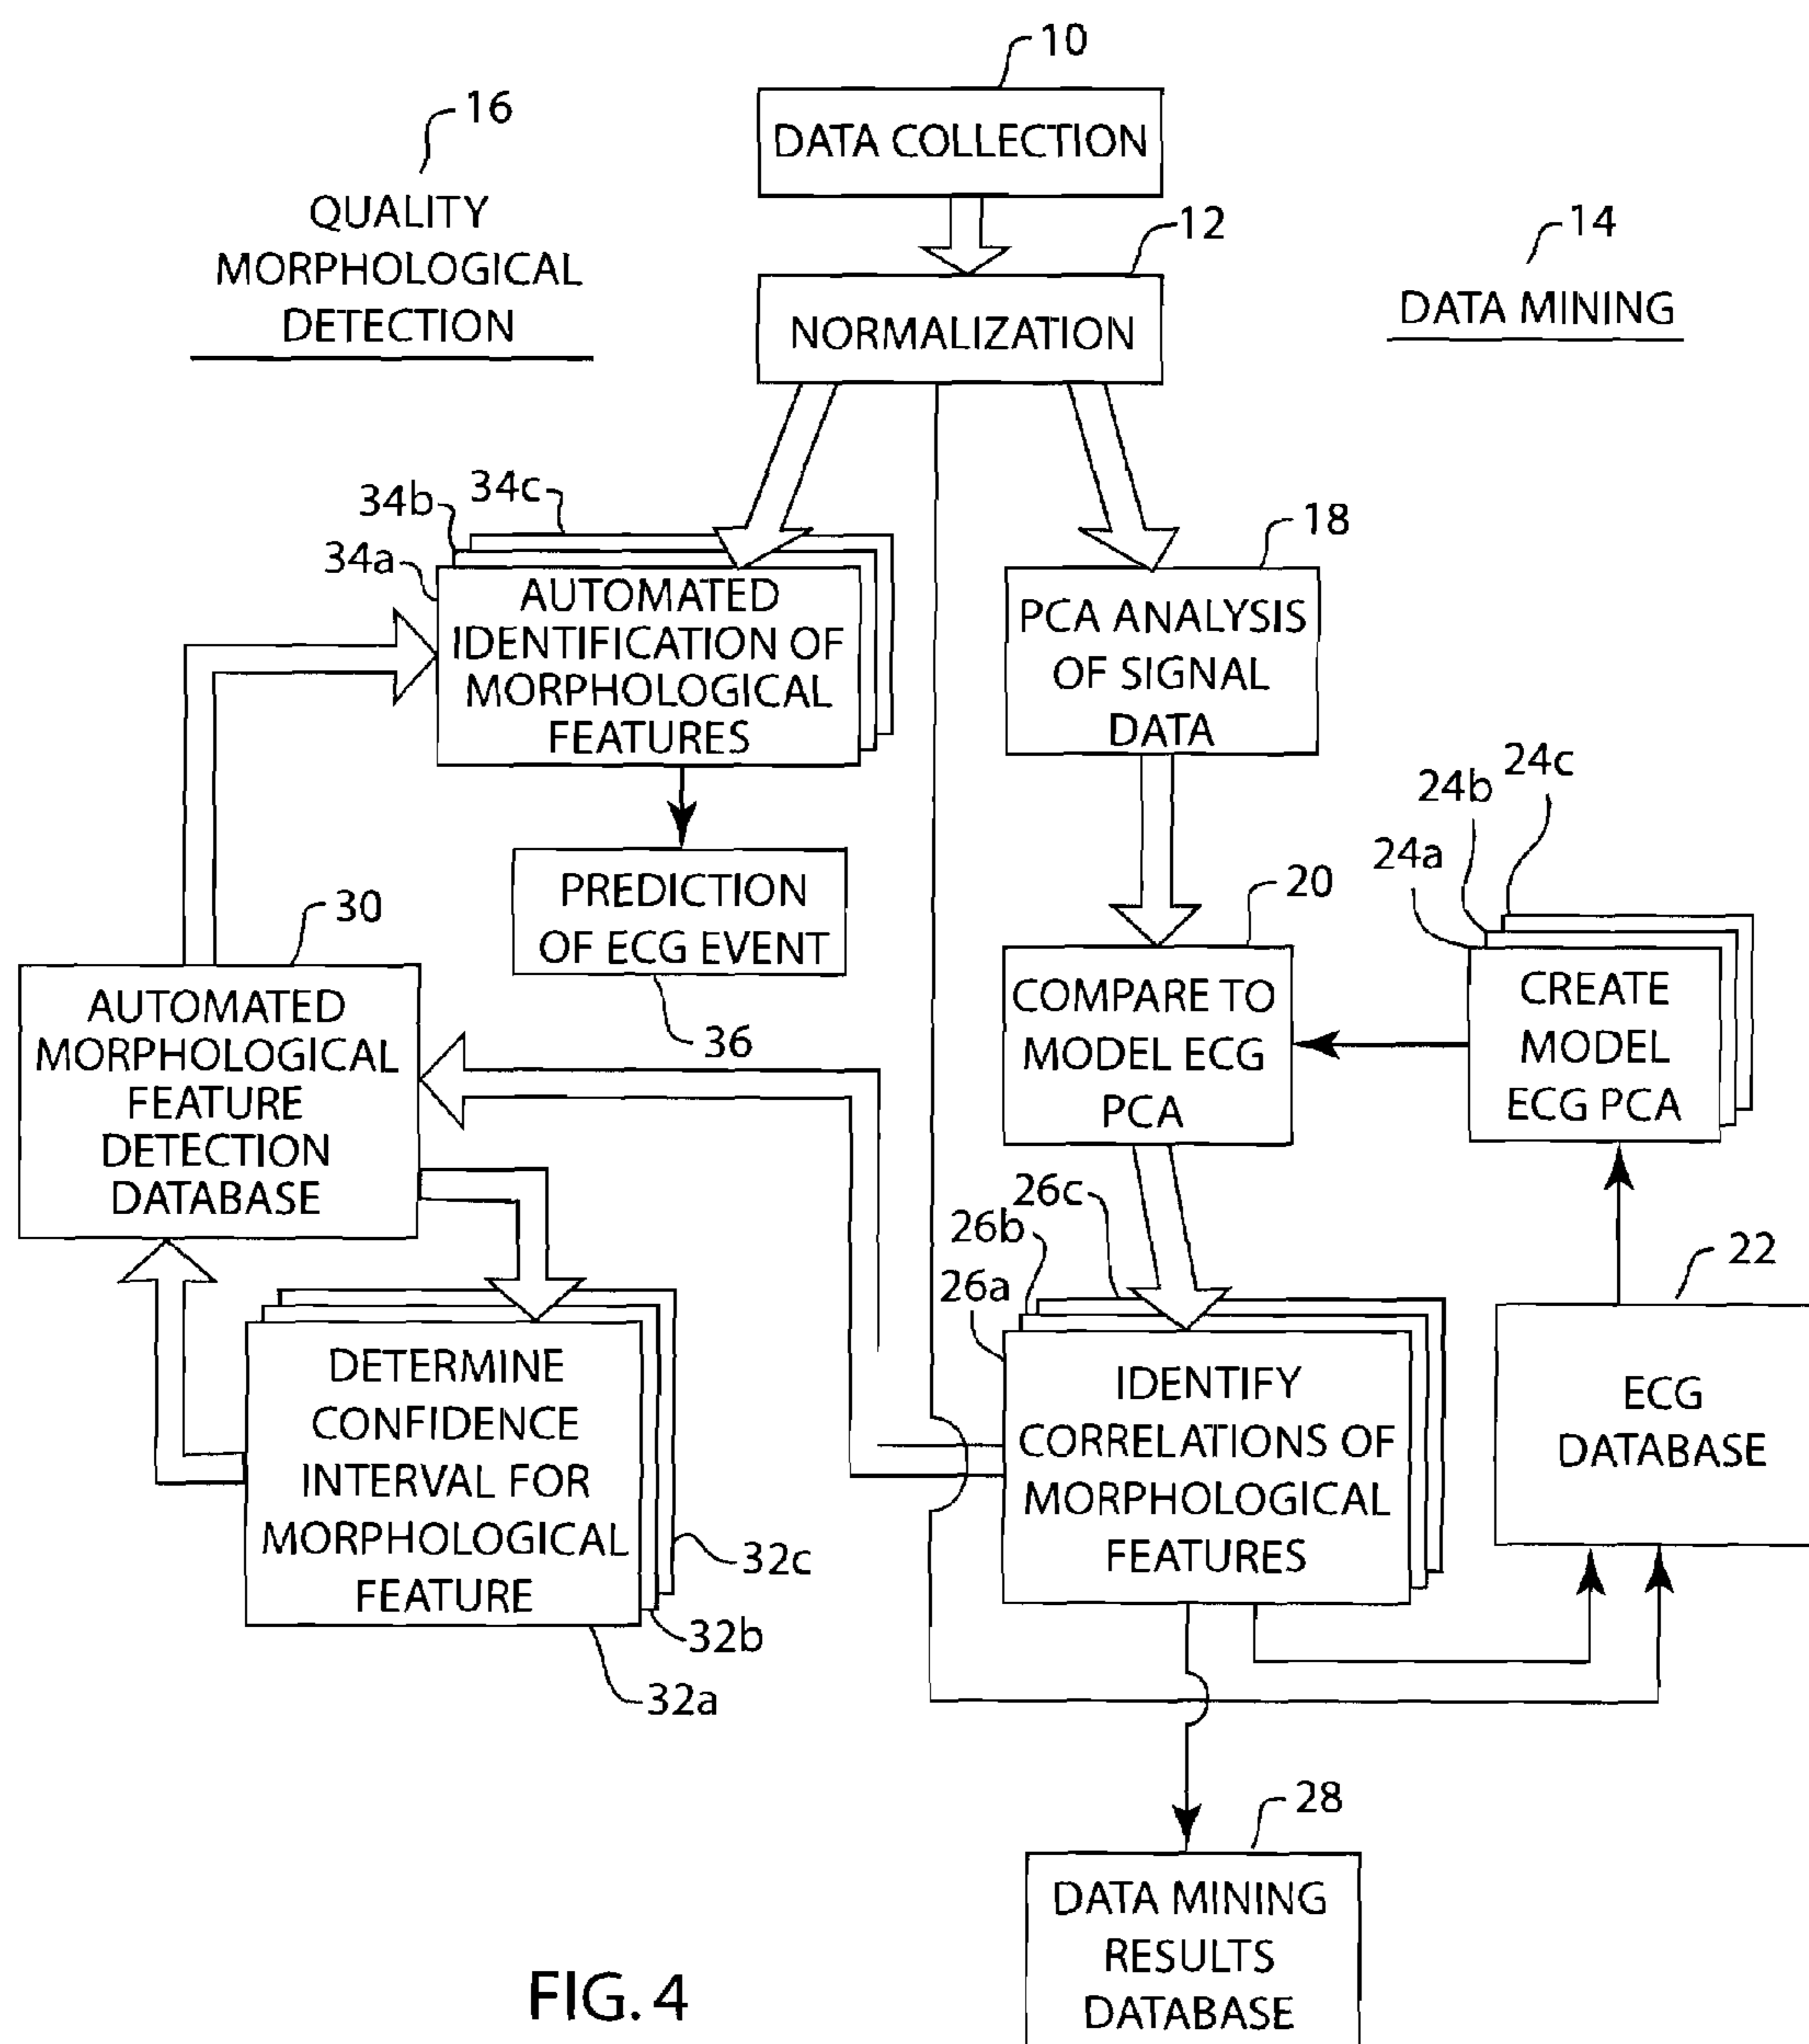 10
DATA COLLECTION
16
QUALITY
MORPHOLOGICAL
DETECTION
12
NORMALIZATION
14
DATA MINING
34a
34b
34c
AUTOMATED
IDENTIFICATION OF
MORPHOLOGICAL
FEATURES
18
PCA ANALYSIS
OF SIGNAL
DATA
PREDICTION
OF ECG EVENT
36
30
AUTOMATED
MORPHOLOGICAL
FEATURE
DETECTION
DATABASE
20
COMPARE TO
MODEL ECG
PCA
24a
24b
24c
CREATE
MODEL
ECG PCA
26a
26b
26c
IDENTIFY
CORRELATIONS OF
MORPHOLOGICAL
FEATURES
22
ECG
DATABASE
DETERMINE
CONFIDENCE
INTERVAL FOR
MORPHOLOGICAL
FEATURE
32c
32b
32a
28
DATA MINING
RESULTS
DATABASE
FIG. 4